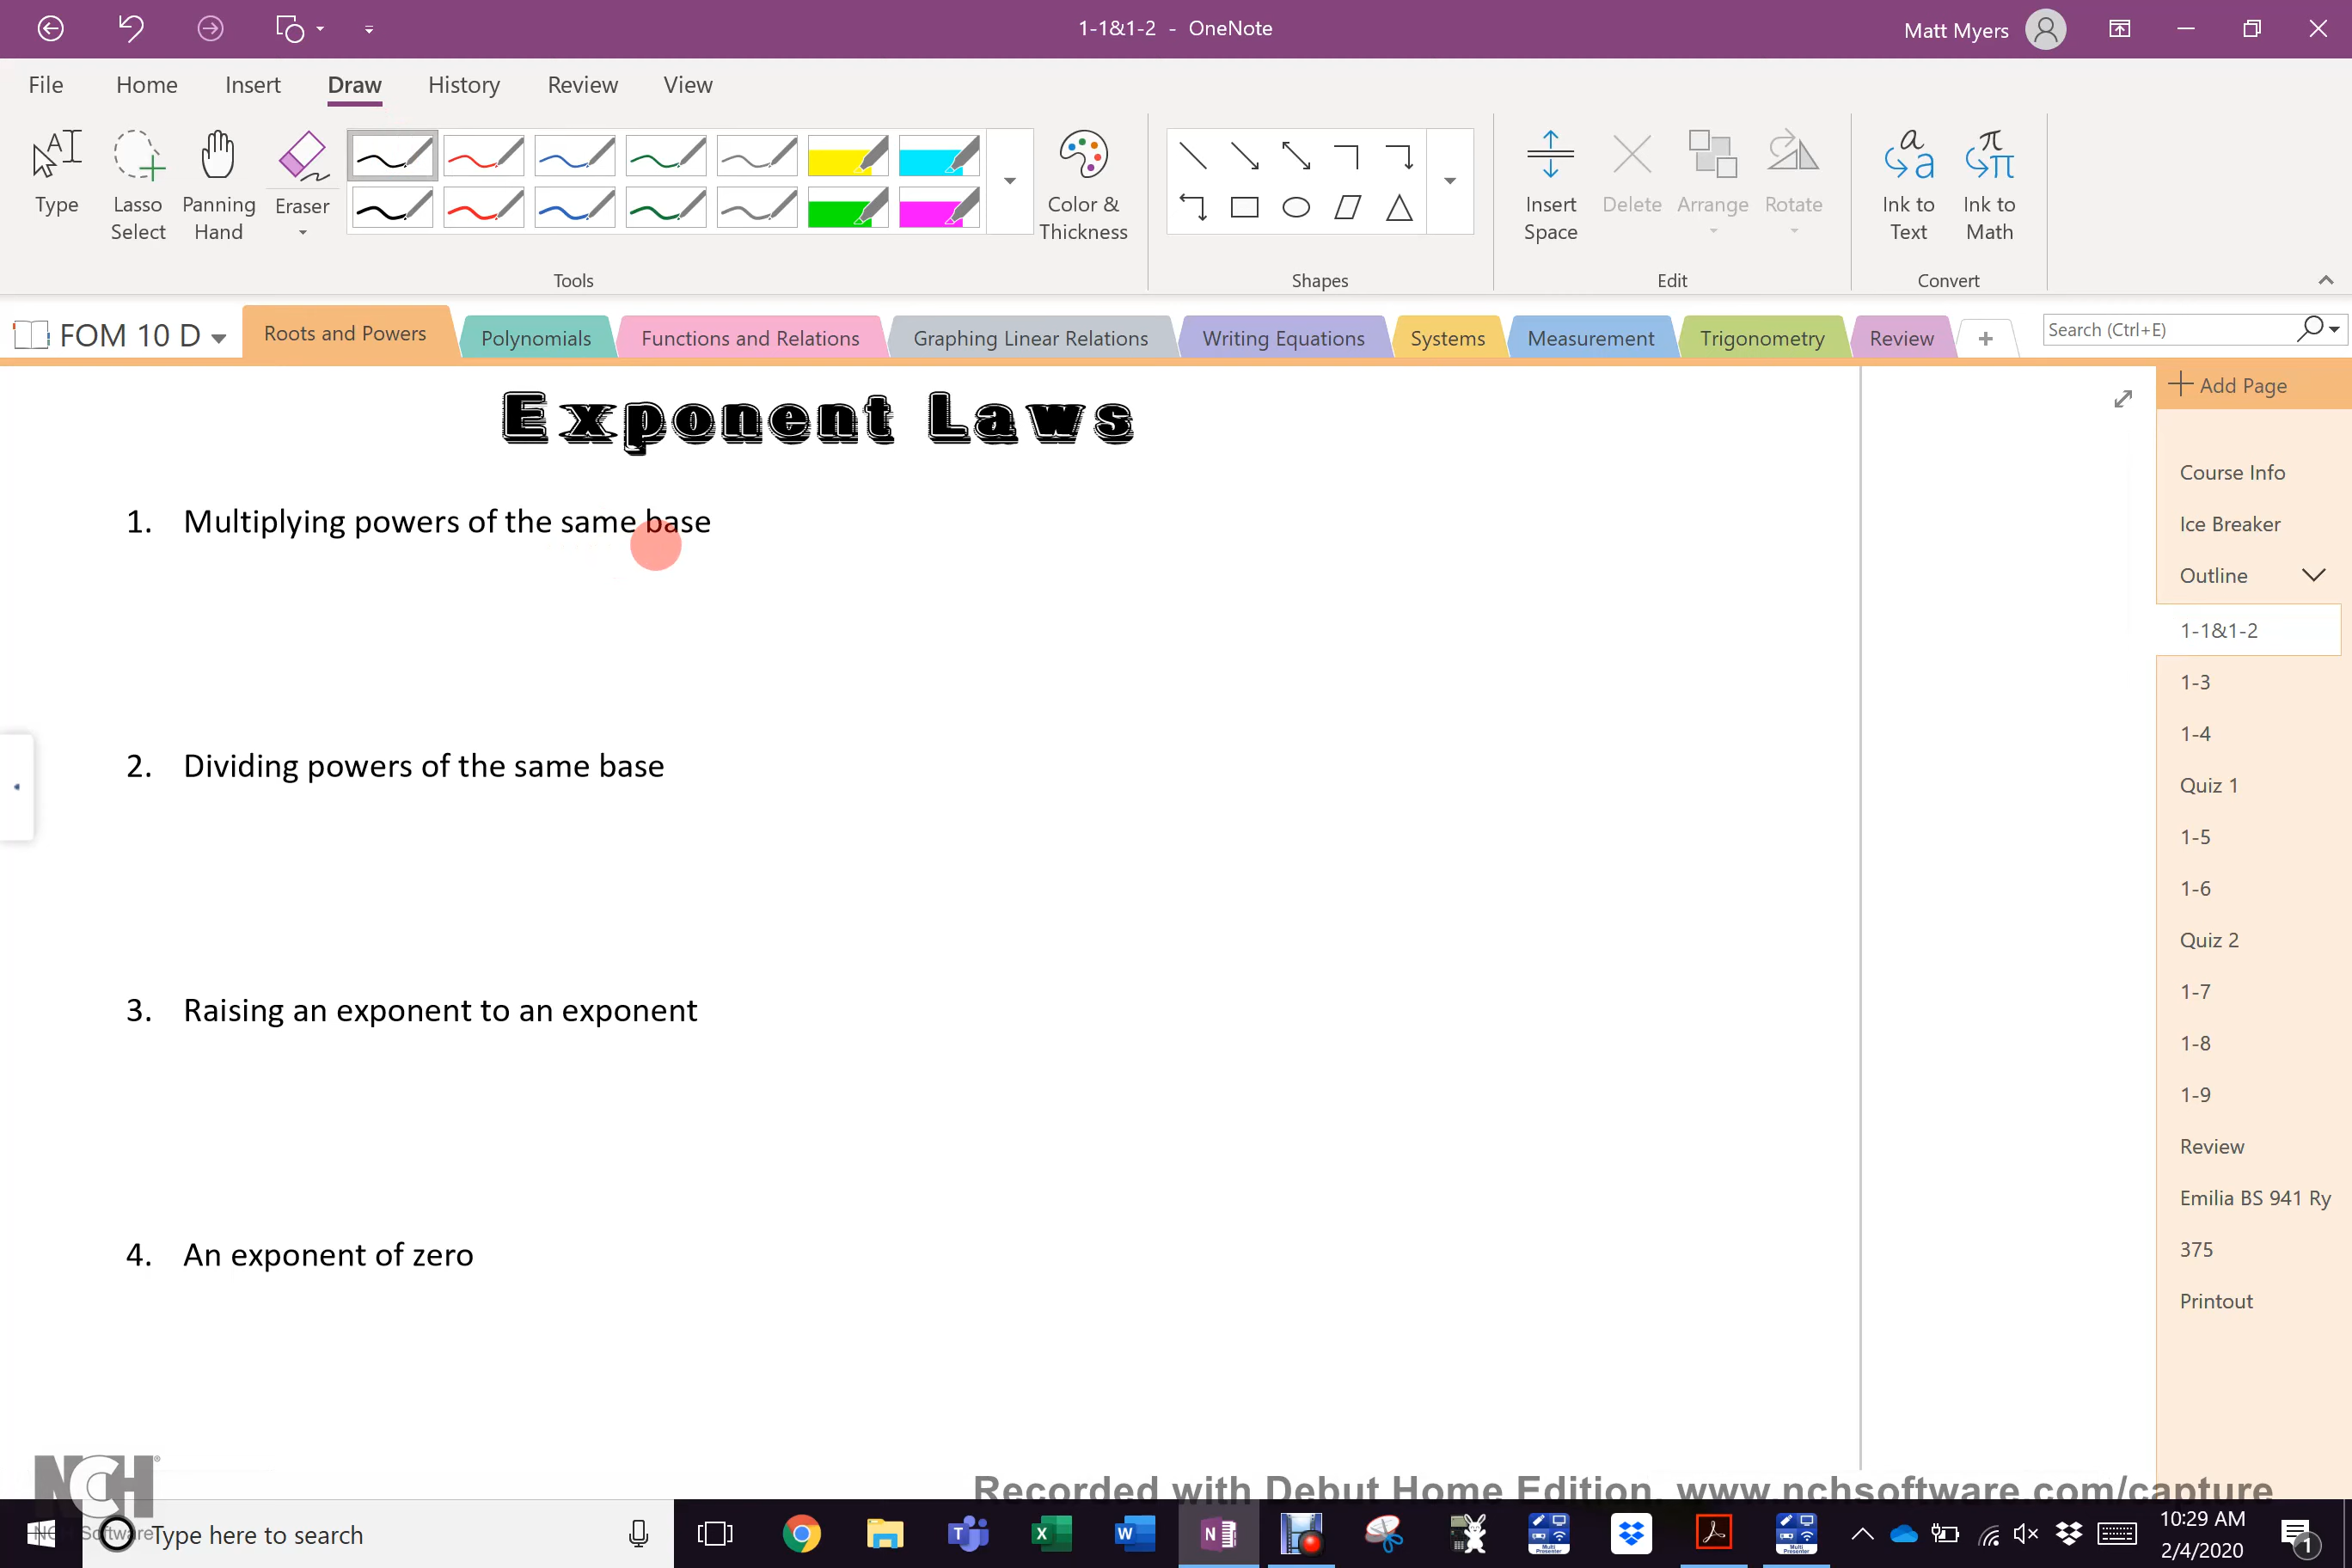 1-1&1-2 - OneNote
Matt Myers
File Home Insert Draw History Review View
Type
Lasso Select
Panning Hand
Eraser
Color & Thickness
Insert Space
Delete
Arrange
Rotate
Ink to Text
Ink to Math
Tools Shapes Edit Convert
FOM 10 D
Roots and Powers
Polynomials
Functions and Relations
Graphing Linear Relations
Writing Equations
Systems
Measurement
Trigonometry
Review
Search (Ctrl+E)
Add Page
Exponent Laws
1. Multiplying powers of the same base
2. Dividing powers of the same base
3. Raising an exponent to an exponent
4. An exponent of zero
Course Info
Ice Breaker
Outline
1-1&1-2
1-3
1-4
Quiz 1
1-5
1-6
Quiz 2
1-7
1-8
1-9
Review
Emilia BS 941 Ry
375
Printout
NCH
Recorded with Debut Home Edition. www.nchsoftware.com/capture
NCH Software
Type here to search
10:29 AM
2/4/2020
1